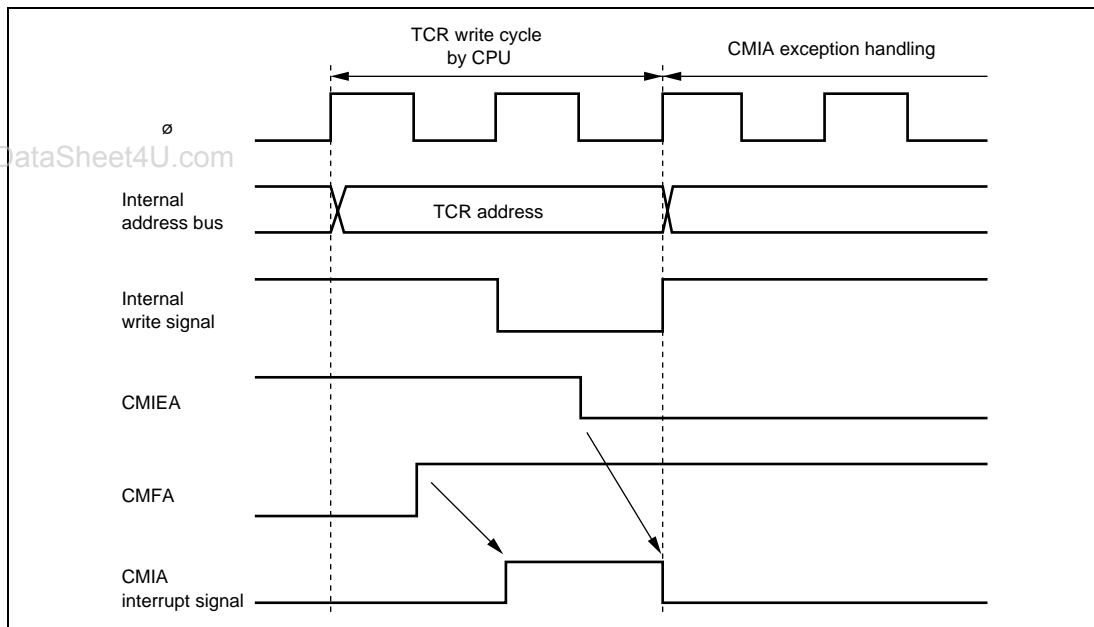 TCR write cycle
by CPU
CMIA exception handling
ø
DataSheet4U.com
Internal
address bus
TCR address
Internal
write signal
CMIEA
CMFA
CMIA
interrupt signal